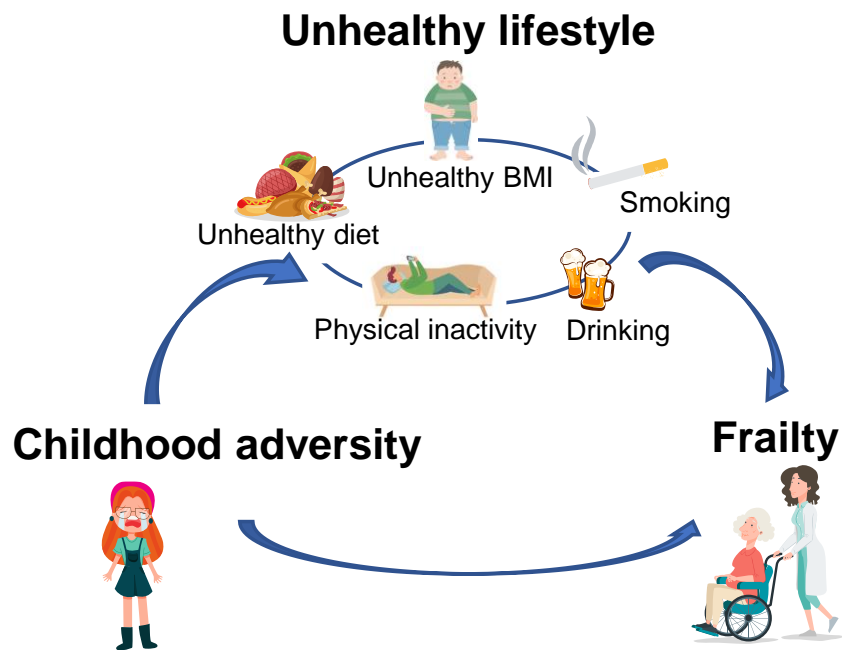 Unhealthy lifestyle
Unhealthy BMI
Smoking
Unhealthy diet
Physical inactivity
Drinking
Childhood adversity
Frailty